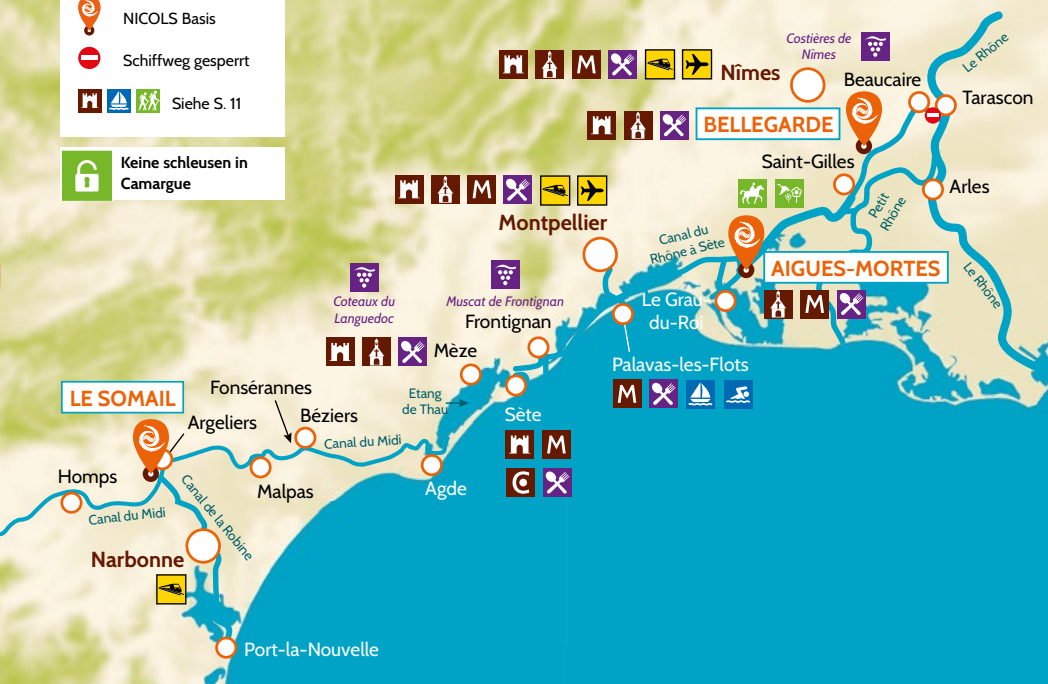 NICOLS Basis
Schiffweg gesperrt
Siehe S. 11
Keine schleusen in
Camargue
Costières de
Nîmes
Le Rhône
M
Nîmes
Beaucaire
Tarascon
BELLEGARDE
Saint-Gilles
Arles
M
Petit
Rhône
Montpellier
Canal du
Rhône à Sète
AIGUES-MORTES
Le Rhône
M
Coteaux du
Languedoc
Muscat de Frontignan
Le Grau
du-Roi
Frontignan
Mèze
Palavas-les-Flots
M
Etang
de Thau
Sète
M
C
LE SOMAIL
Fonsérannes
Argeliers
Béziers
Canal du Midi
Agde
Malpas
Homps
Canal du Midi
Canal de la Robine
Narbonne
Port-la-Nouvelle